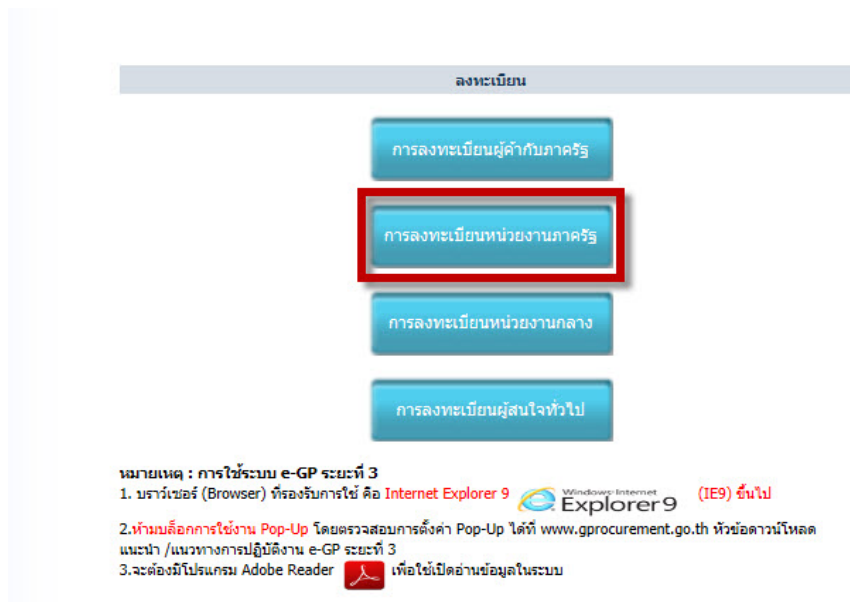 ลงทะเบียน
การลงทะเบียนผู้ค้ากับภาครัฐ
การลงทะเบียนหน่วยงานภาครัฐ
การลงทะเบียนหน่วยงานกลาง
การลงทะเบียนผู้สนใจทั่วไป
หมายเหตุ : การใช้ระบบ e-GP ระยะที่ 3
1. บราว์เซอร์ (Browser) ที่รองรับการใช้ คือ Internet Explorer 9 Windows Internet Explorer 9 (IE9) ขึ้นไป
2.ห้ามบล็อกการใช้งาน Pop-Up โดยตรวจสอบการตั้งค่า Pop-Up ได้ที่ www.gprocurement.go.th หัวข้อดาวน์โหลด
แนะนำ /แนวทางการปฏิบัติงาน e-GP ระยะที่ 3
3.จะต้องมีโปรแกรม Adobe Reader เพื่อใช้เปิดอ่านข้อมูลในระบบ